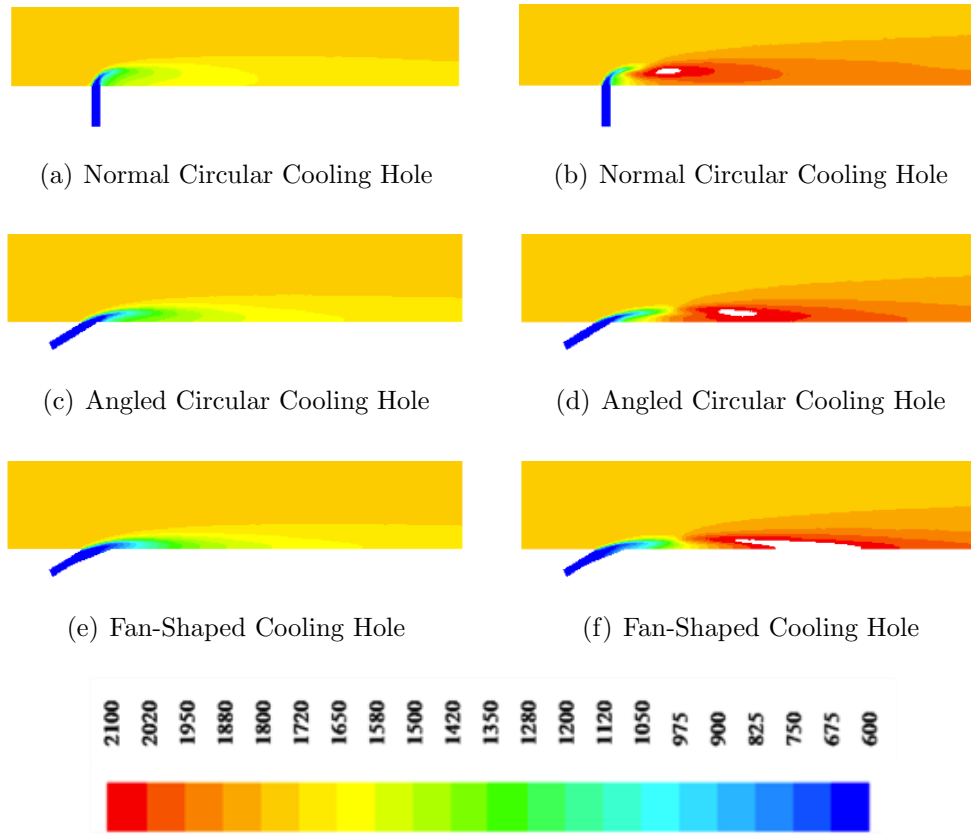 (a) Normal Circular Cooling Hole
(b) Normal Circular Cooling Hole
(c) Angled Circular Cooling Hole
(d) Angled Circular Cooling Hole
(e) Fan-Shaped Cooling Hole
(f) Fan-Shaped Cooling Hole
2100 2020 1950 1880 1800 1720 1650 1580 1500 1420 1350 1280 1200 1120 1050 975 900 825 750 675 600